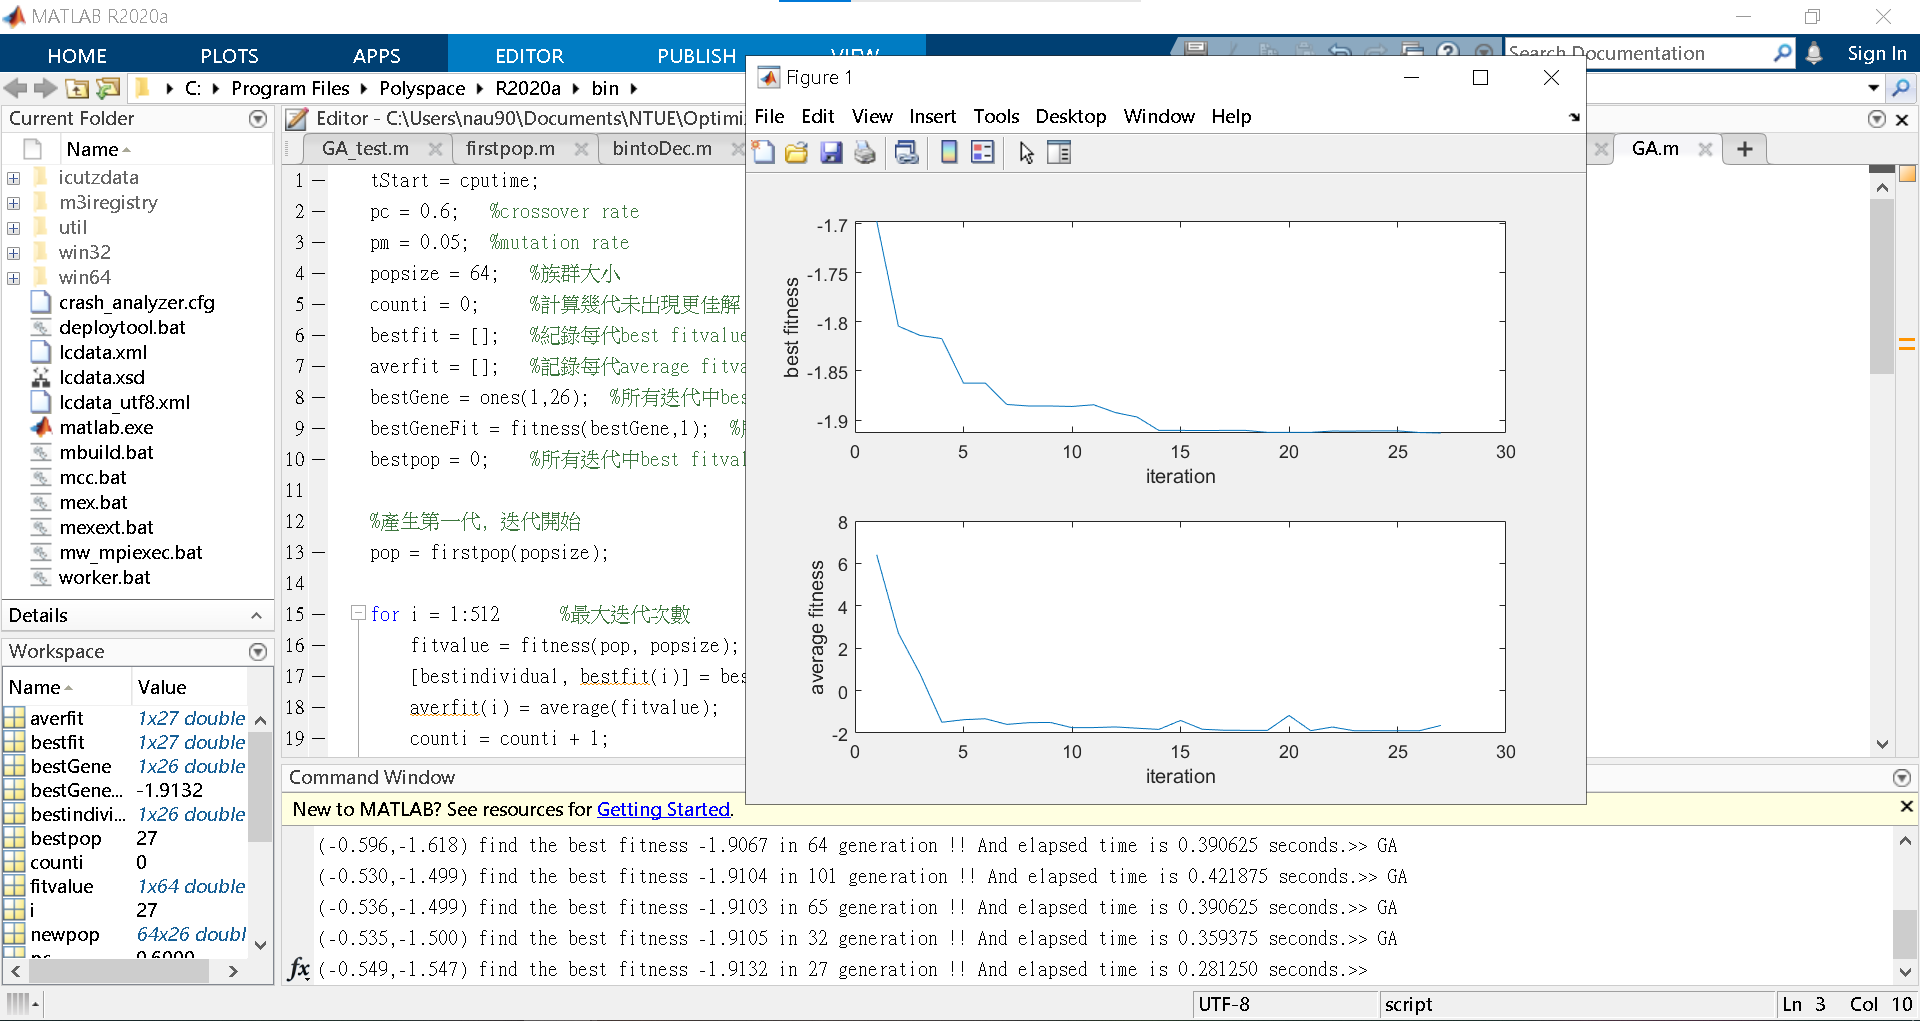 MATLAB R2020a
HOME PLOTS APPS EDITOR PUBLISH VIEW
Search Documentation
Sign In
C: Program Files Polyspace R2020a bin
Current Folder
Name
icutzdata
m3iregistry
util
win32
win64
crash_analyzer.cfg
deploytool.bat
lcdata.xml
lcdata.xsd
lcdata_utf8.xml
matlab.exe
mbuild.bat
mcc.bat
mex.bat
mexext.bat
mw_mpiexec.bat
worker.bat
Details
Workspace
Name Value
averfit 1x27 double
bestfit 1x27 double
bestGene 1x26 double
bestGene... -1.9132
bestindivi... 1x26 double
bestpop 27
counti 0
fitvalue 1x64 double
i 27
newpop 64x26 doubl
pc 0.6000
Editor - C:\Users\nau90\Documents\NTUE\Optimi
GA_test.m firstpop.m bintoDec.m GA.m
1 tStart = cputime;
2 pc = 0.6; %crossover rate
3 pm = 0.05; %mutation rate
4 popsize = 64; %族群大小
5 counti = 0; %計算幾代未出現更佳解
6 bestfit = []; %紀錄每代best fitvalue
7 averfit = []; %記錄每代average fitva
8 bestGene = ones(1,26); %所有迭代中bes
9 bestGeneFit = fitness(bestGene,1); %
10 bestpop = 0; %所有迭代中best fitval
11
12 %產生第一代, 迭代開始
13 pop = firstpop(popsize);
14
15 for i = 1:512 %最大迭代次數
16 fitvalue = fitness(pop, popsize);
17 [bestindividual, bestfit(i)] = bes
18 averfit(i) = average(fitvalue);
19 counti = counti + 1;
Figure 1
File Edit View Insert Tools Desktop Window Help
-1.7
-1.75
-1.8
-1.85
-1.9
best fitness
0 5 10 15 20 25 30
iteration
8
6
4
2
0
-2
average fitness
0 5 10 15 20 25 30
iteration
Command Window
New to MATLAB? See resources for Getting Started.
(-0.596,-1.618) find the best fitness -1.9067 in 64 generation !! And elapsed time is 0.390625 seconds.>> GA
(-0.530,-1.499) find the best fitness -1.9104 in 101 generation !! And elapsed time is 0.421875 seconds.>> GA
(-0.536,-1.499) find the best fitness -1.9103 in 65 generation !! And elapsed time is 0.390625 seconds.>> GA
(-0.535,-1.500) find the best fitness -1.9105 in 32 generation !! And elapsed time is 0.359375 seconds.>> GA
fx (-0.549,-1.547) find the best fitness -1.9132 in 27 generation !! And elapsed time is 0.281250 seconds.>>
UTF-8 script Ln 3 Col 10